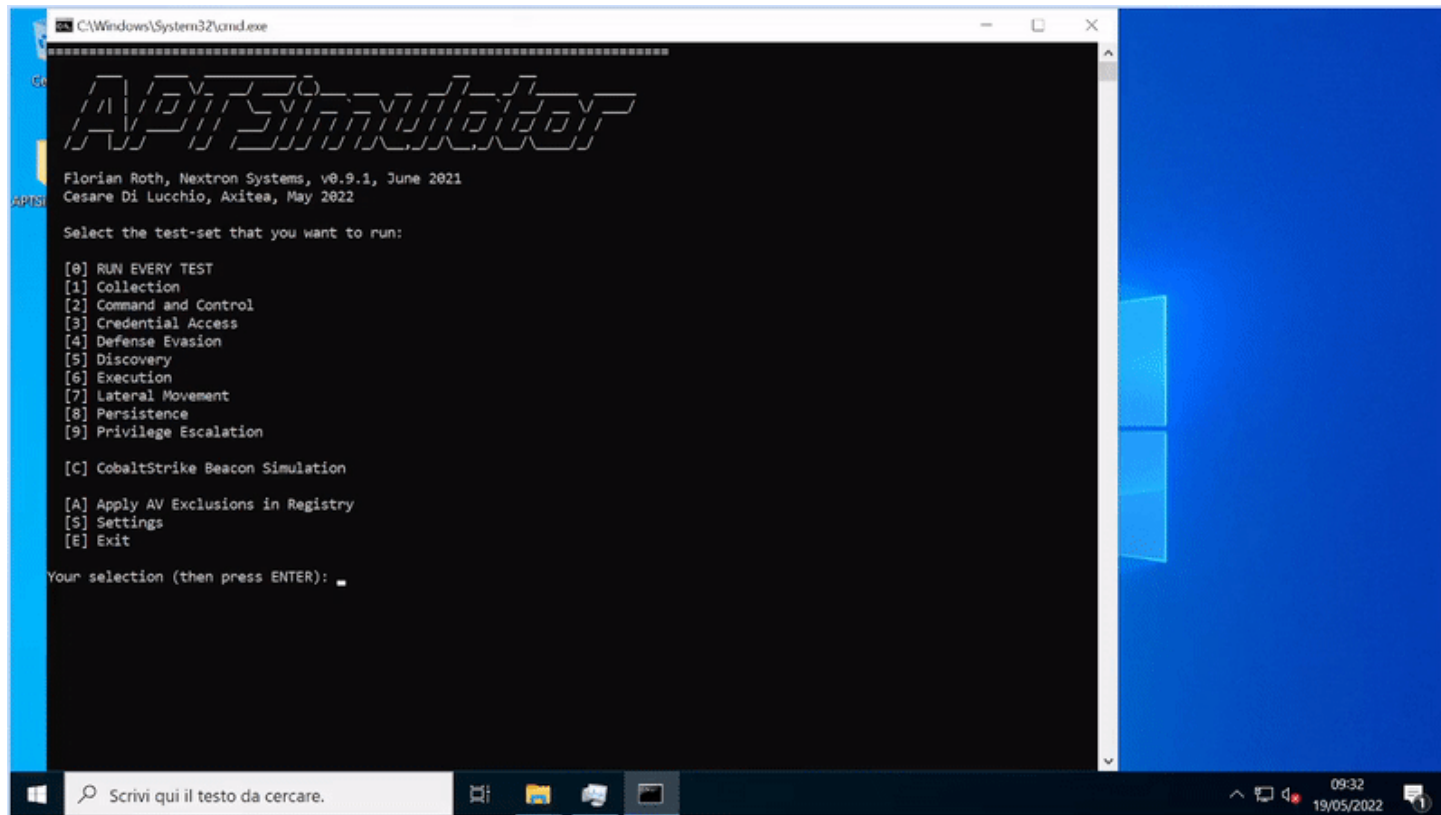 C:\Windows\System32\cmd.exe
========================================================================
APTSimulator
Florian Roth, Nextron Systems, v0.9.1, June 2021
Cesare Di Lucchio, Axitea, May 2022
Select the test-set that you want to run:
[0] RUN EVERY TEST
[1] Collection
[2] Command and Control
[3] Credential Access
[4] Defense Evasion
[5] Discovery
[6] Execution
[7] Lateral Movement
[8] Persistence
[9] Privilege Escalation
[C] CobaltStrike Beacon Simulation
[A] Apply AV Exclusions in Registry
[S] Settings
[E] Exit
Your selection (then press ENTER): _
Ce
APTSi
Scrivi qui il testo da cercare.
09:32
19/05/2022
1